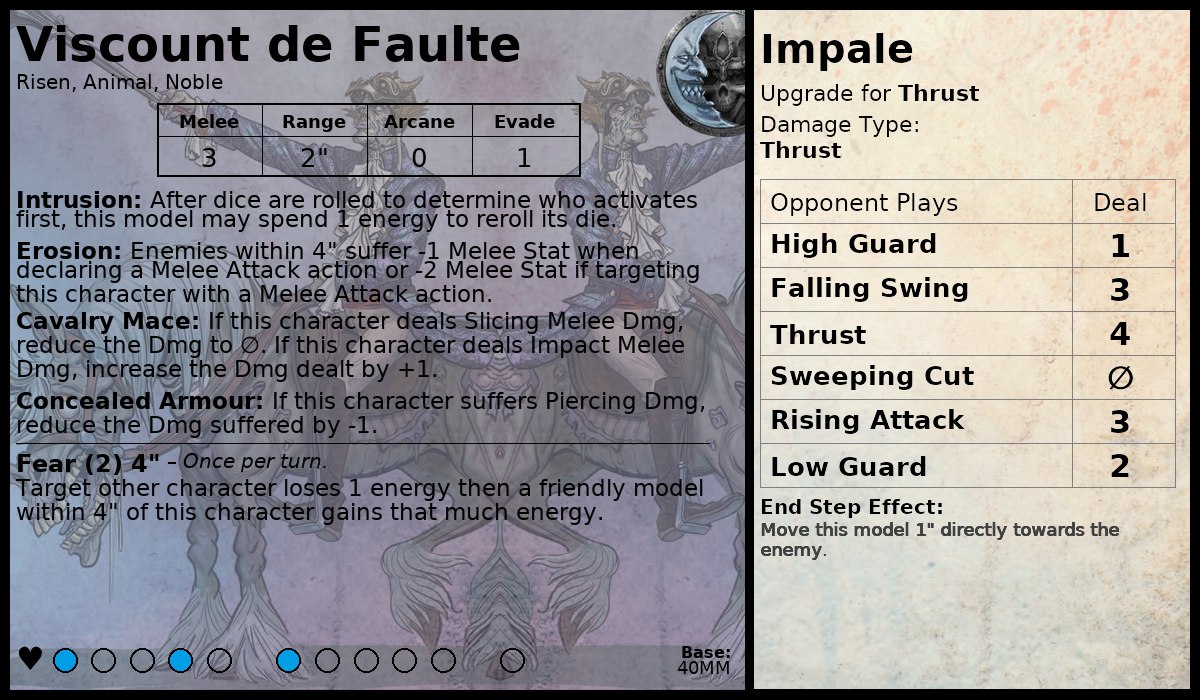 Viscount de Faulte
Risen, Animal, Noble
Melee Range Arcane Evade
3 2" 0 1
Intrusion: After dice are rolled to determine who activates
first, this model may spend 1 energy to reroll its die.
Erosion: Enemies within 4" suffer -1 Melee Stat when
declaring a Melee Attack action or -2 Melee Stat if targeting
this character with a Melee Attack action.
Cavalry Mace: If this character deals Slicing Melee Dmg,
reduce the Dmg to ∅. If this character deals Impact Melee
Dmg, increase the Dmg dealt by +1.
Concealed Armour: If this character suffers Piercing Dmg,
reduce the Dmg suffered by -1.
Fear (2) 4" – Once per turn.
Target other character loses 1 energy then a friendly model
within 4" of this character gains that much energy.
Base:
40MM
Impale
Upgrade for Thrust
Damage Type:
Thrust
Opponent Plays Deal
High Guard 1
Falling Swing 3
Thrust 4
Sweeping Cut ∅
Rising Attack 3
Low Guard 2
End Step Effect:
Move this model 1" directly towards the
enemy.